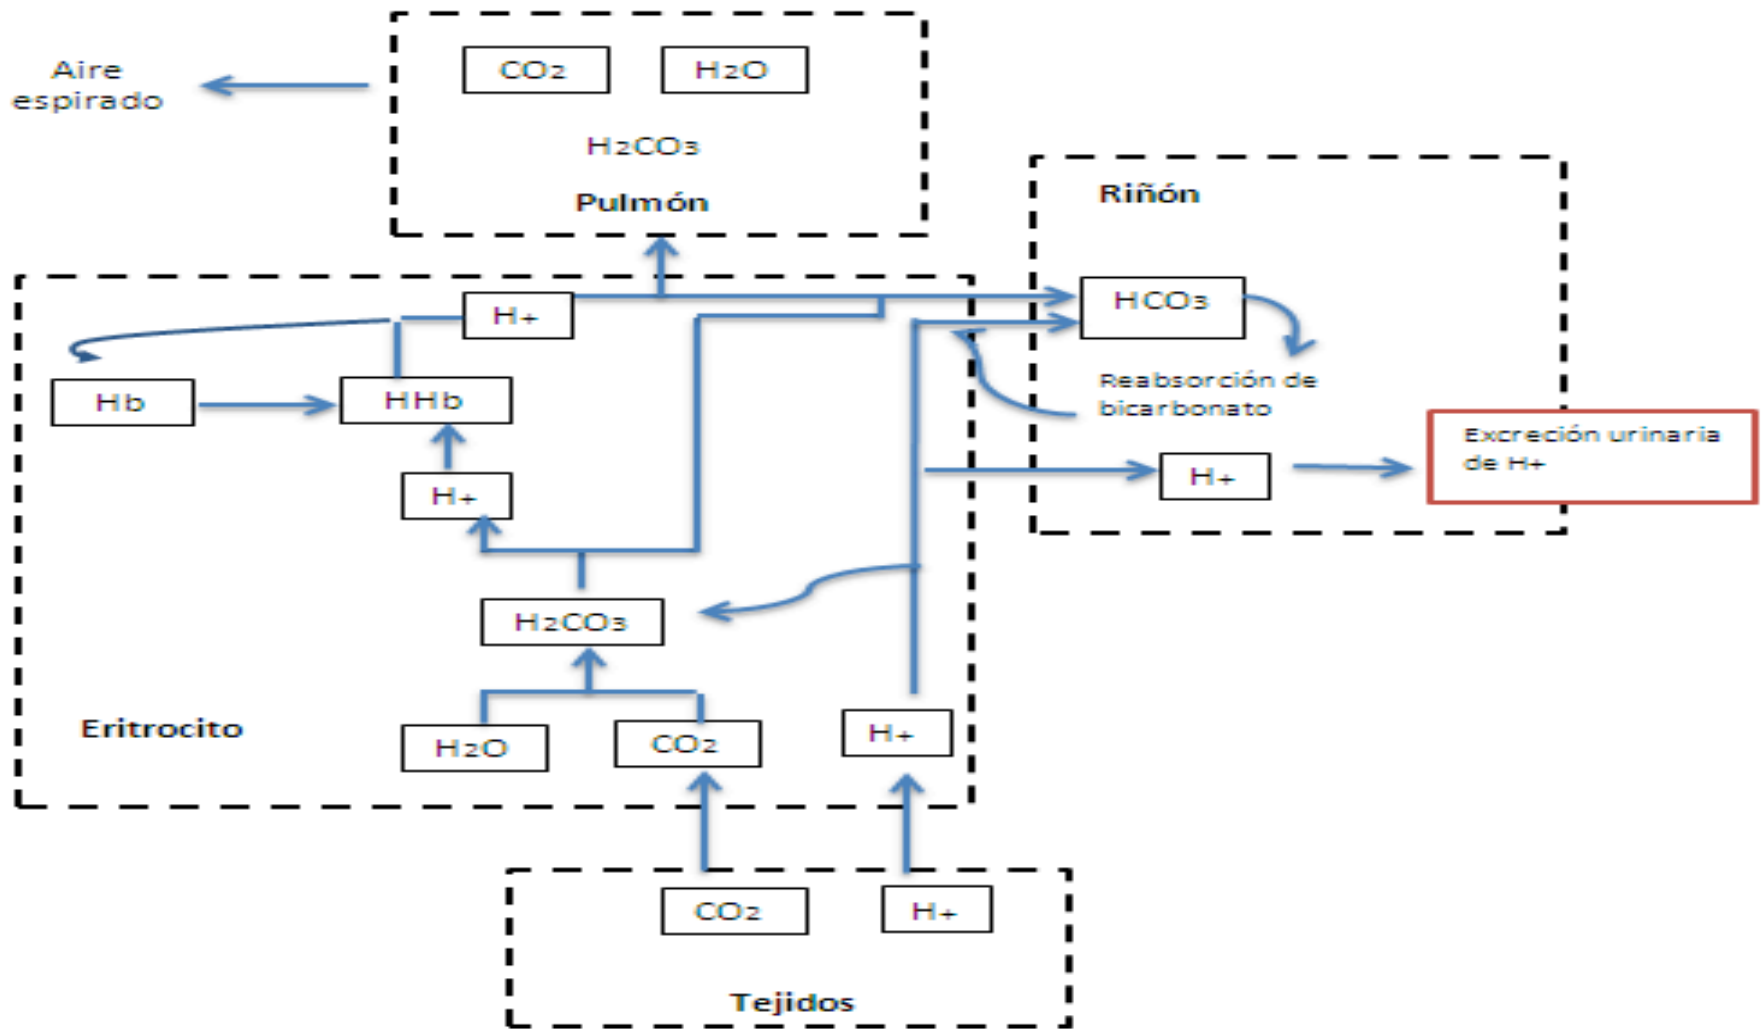 CO2
H2O
Aire
espirado
H2CO3
Pulmón
Riñón
H+
HCO3
Hb
HHb
Reabsorción de
bicarbonato
Excreción urinaria
de H+
H+
H+
H2CO3
Eritrocito
H2O
CO2
H+
CO2
H+
Tejidos